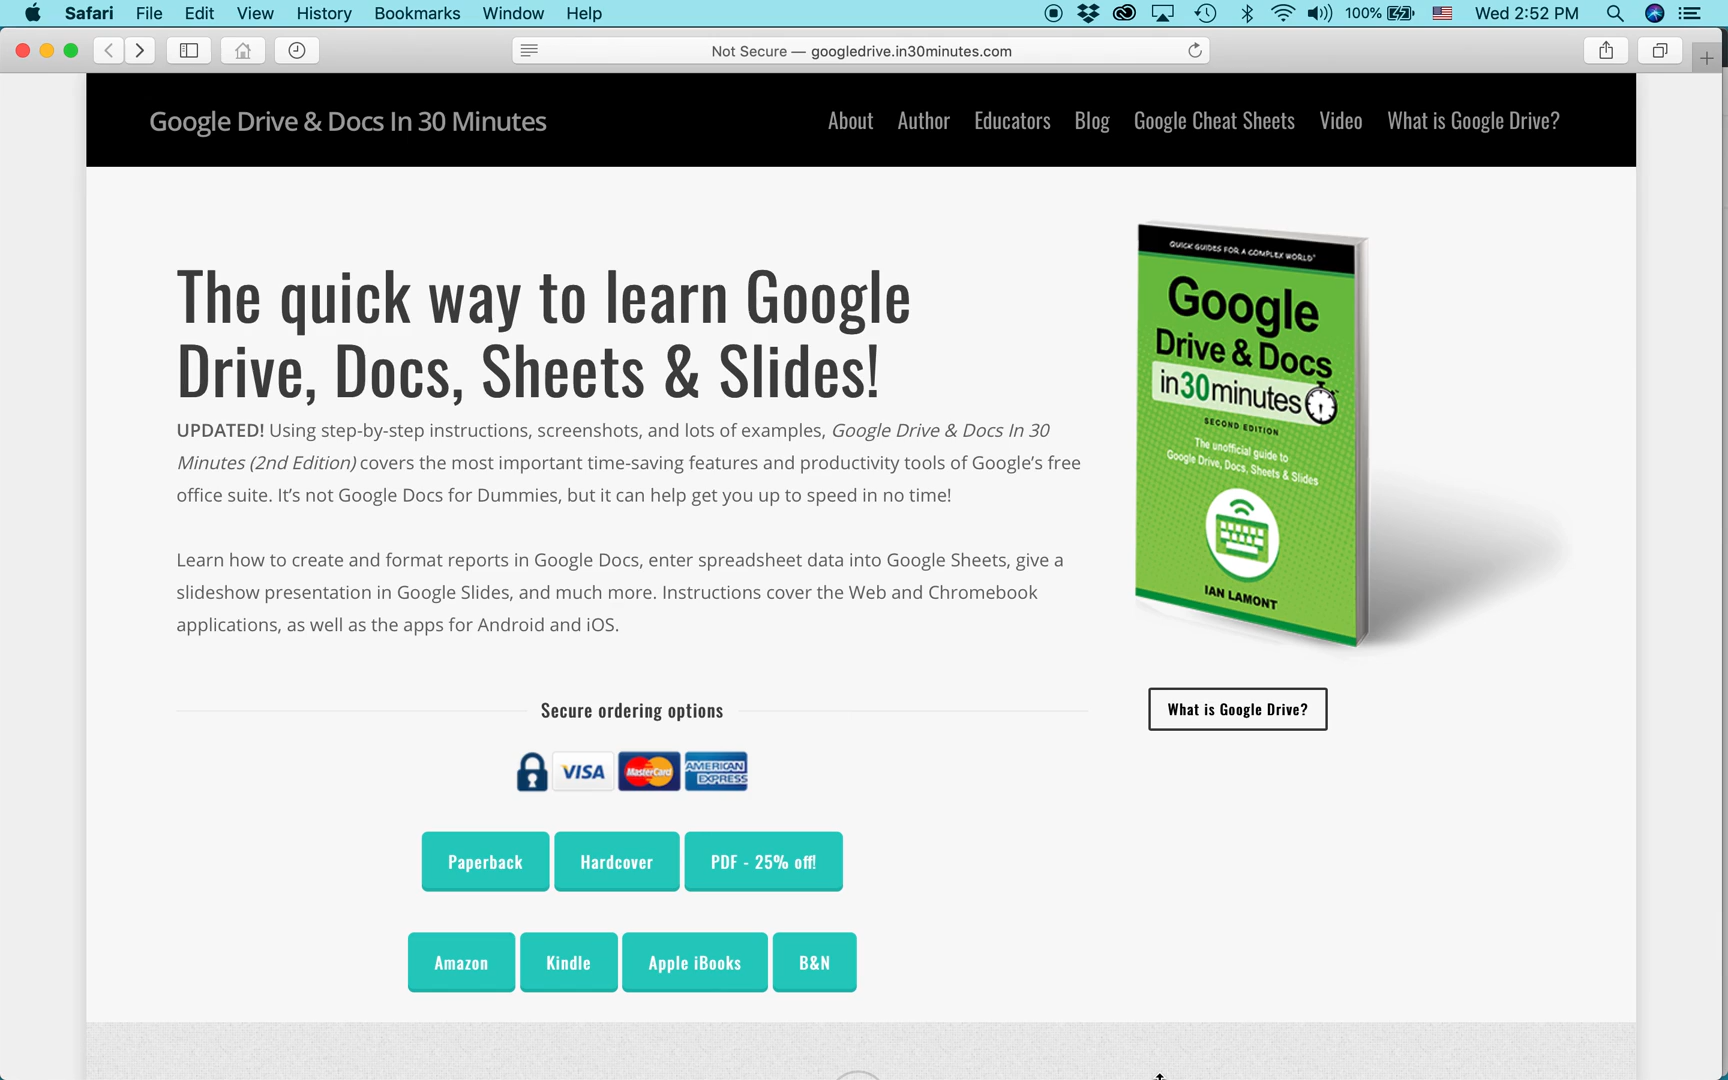 Safari File Edit View History Bookmarks Window Help 100% Wed 2:52 PM
Not Secure — googledrive.in30minutes.com
Google Drive & Docs In 30 Minutes
About Author Educators Blog Google Cheat Sheets Video What is Google Drive?
The quick way to learn Google
Drive, Docs, Sheets & Slides!
UPDATED! Using step-by-step instructions, screenshots, and lots of examples, Google Drive & Docs In 30
Minutes (2nd Edition) covers the most important time-saving features and productivity tools of Google’s free
office suite. It’s not Google Docs for Dummies, but it can help get you up to speed in no time!
Learn how to create and format reports in Google Docs, enter spreadsheet data into Google Sheets, give a
slideshow presentation in Google Slides, and much more. Instructions cover the Web and Chromebook
applications, as well as the apps for Android and iOS.
Secure ordering options
VISA MasterCard AMERICAN
EXPRESS
Paperback Hardcover PDF - 25% off!
Amazon Kindle Apple iBooks B&N
QUICK GUIDES FOR A COMPLEX WORLD®
Google
Drive & Docs
in30minutes
SECOND EDITION
The unofficial guide to
Google Drive, Docs, Sheets & Slides
IAN LAMONT
What is Google Drive?